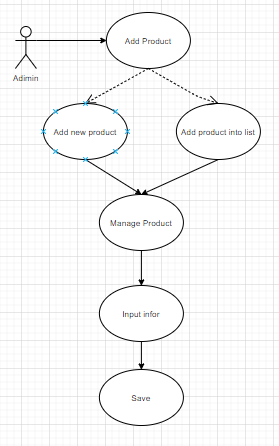 Add Product
Adimin
Add new product
Add product into list
Manage Product
Input infor
Save